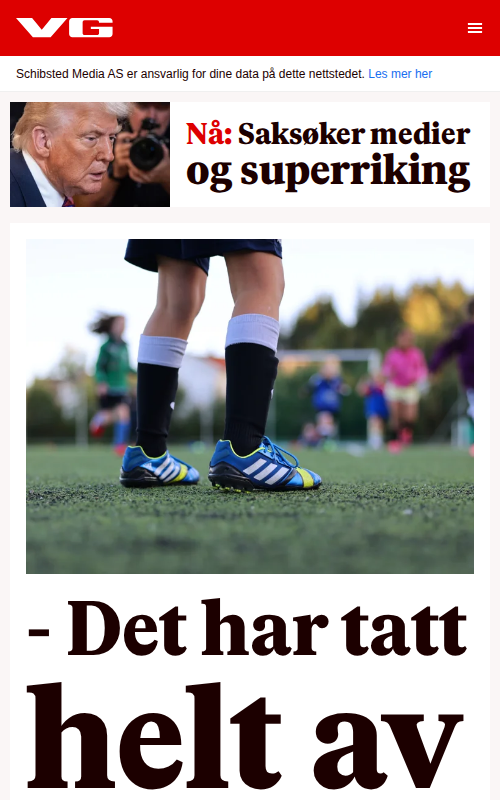 VG
Schibsted Media AS er ansvarlig for dine data på dette nettstedet. Les mer her
Nå: Saksøker medier
og superriking
- Det har tatt
helt av